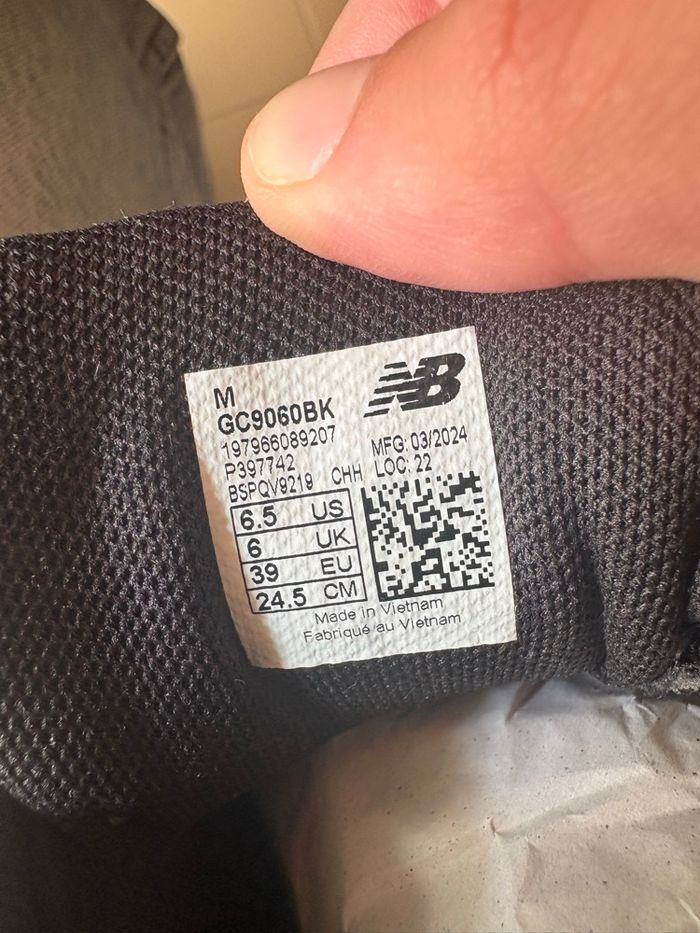 M
GC9060BK
197966089207
P397742
BSPQV9219 CHH
NB
MFG: 03/2024
LOC: 22
6.5 US
6 UK
39 EU
24.5 CM
Made in Vietnam
Fabriqué au Vietnam